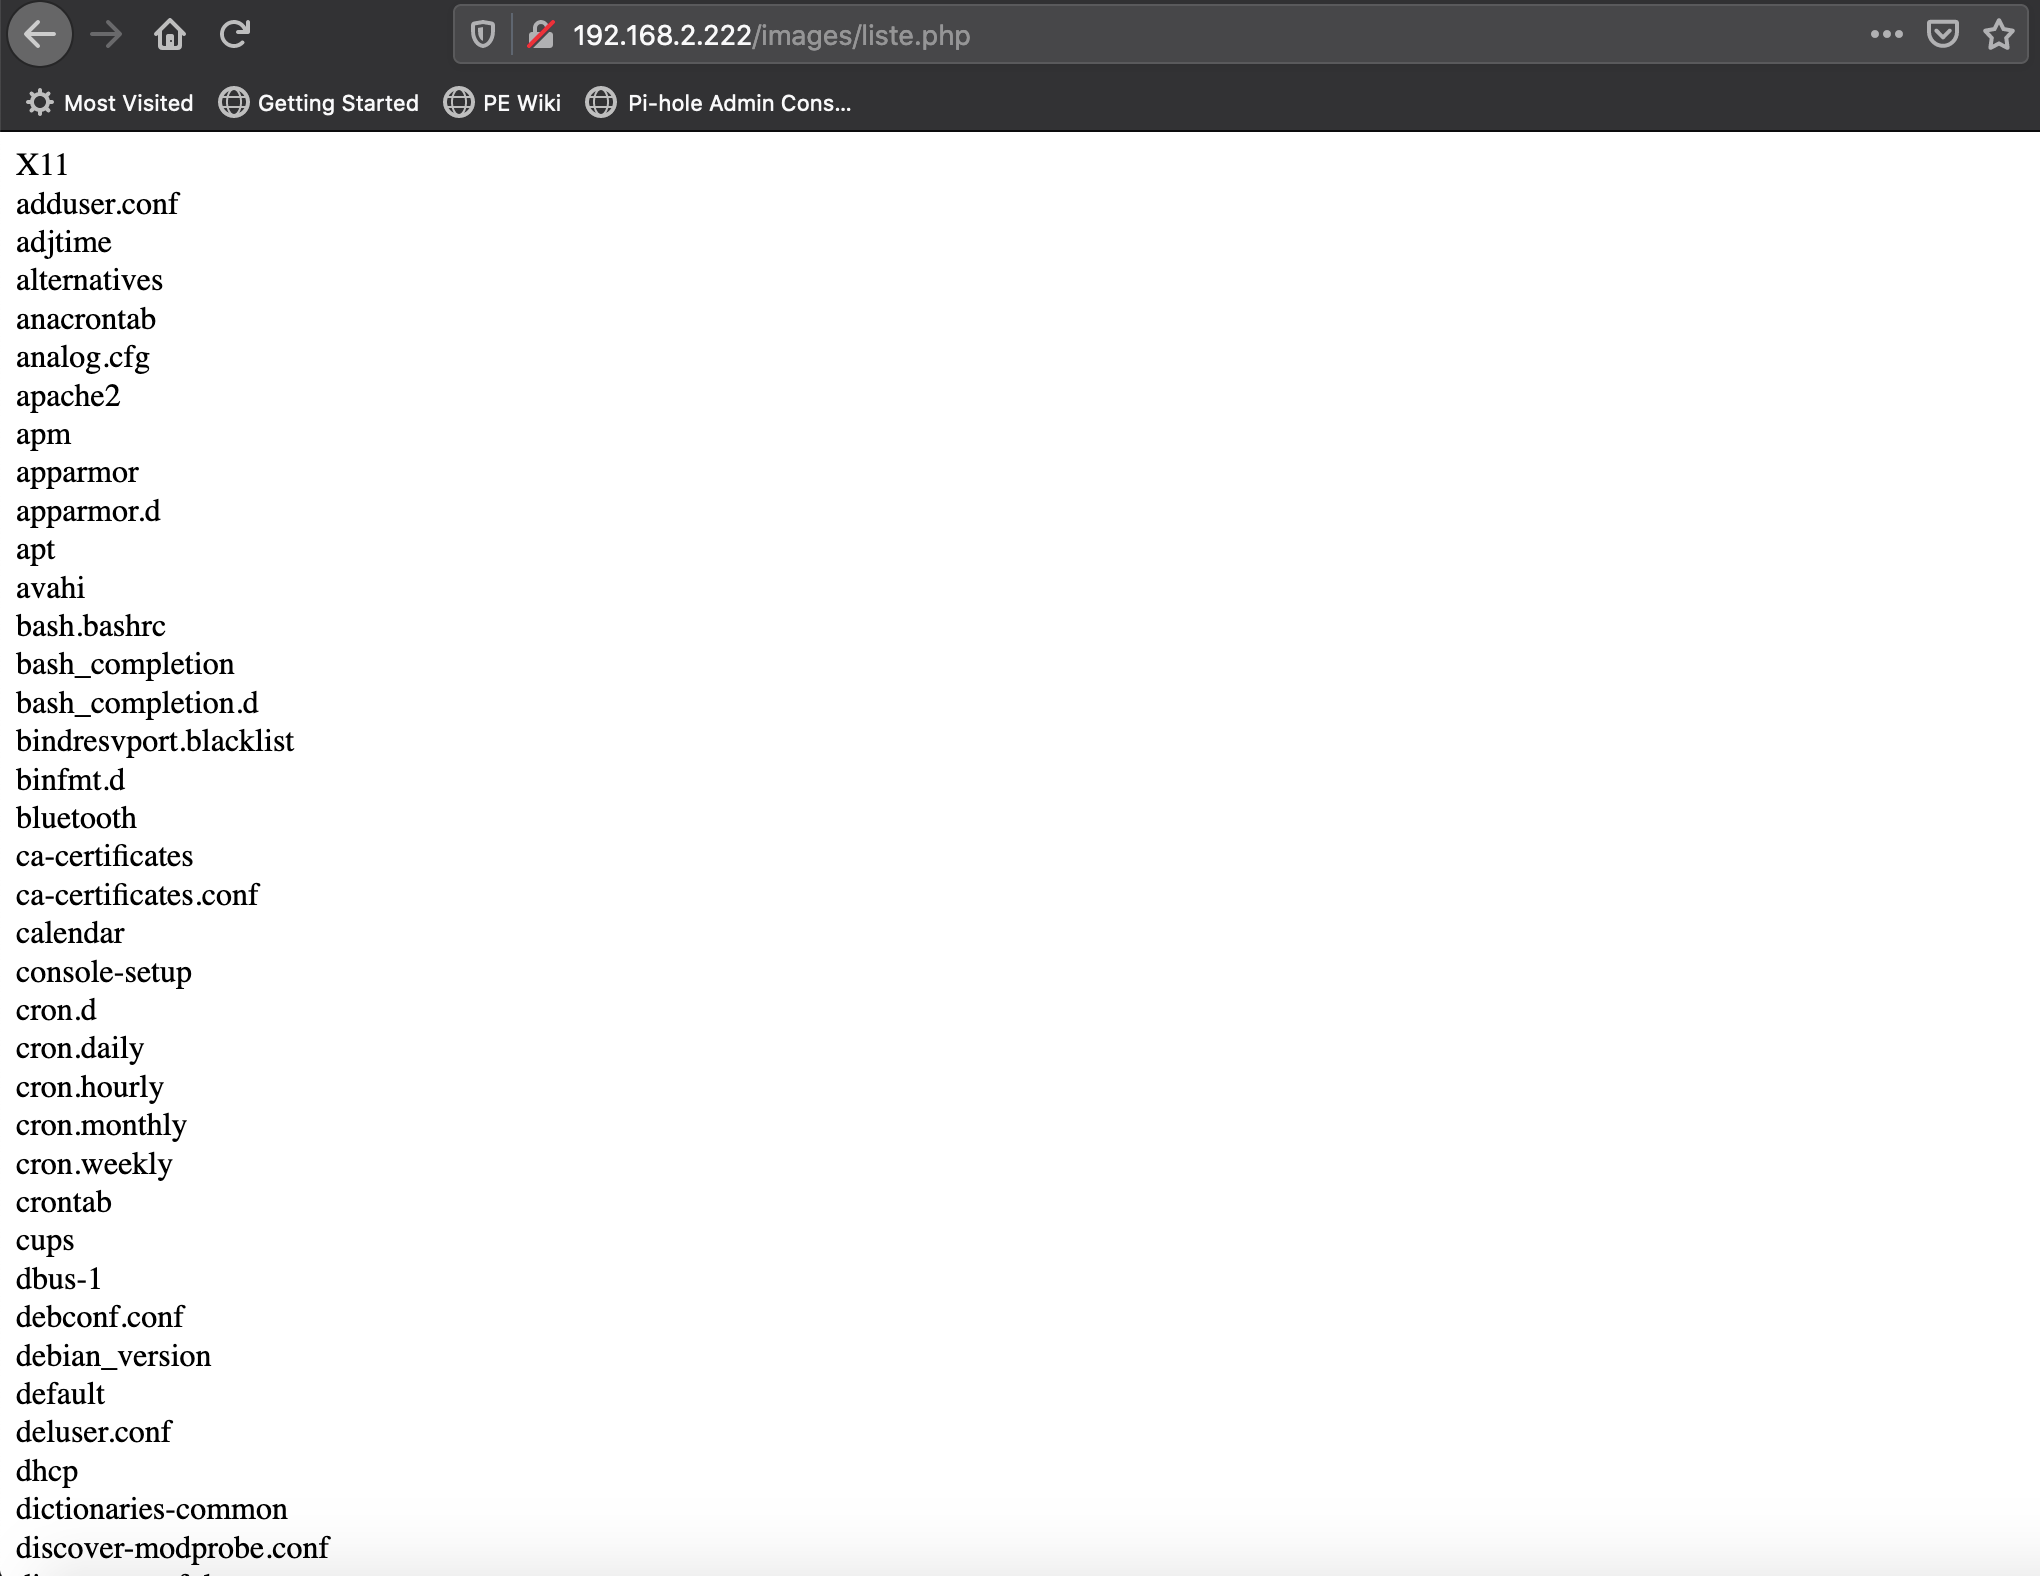 192.168.2.222/images/liste.php
Most Visited Getting Started PE Wiki Pi-hole Admin Cons...
X11
adduser.conf
adjtime
alternatives
anacrontab
analog.cfg
apache2
apm
apparmor
apparmor.d
apt
avahi
bash.bashrc
bash_completion
bash_completion.d
bindresvport.blacklist
binfmt.d
bluetooth
ca-certificates
ca-certificates.conf
calendar
console-setup
cron.d
cron.daily
cron.hourly
cron.monthly
cron.weekly
crontab
cups
dbus-1
debconf.conf
debian_version
default
deluser.conf
dhcp
dictionaries-common
discover-modprobe.conf